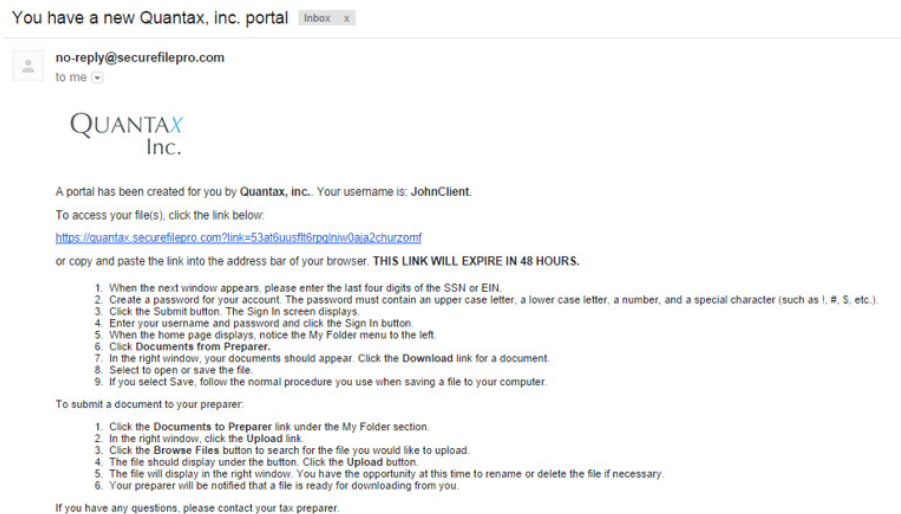 You have a new Quantax, inc. portal Inbox x
no-reply@securefilepro.com
to me
QUANTAX
Inc.
A portal has been created for you by Quantax, inc.. Your username is: JohnClient.
To access your file(s), click the link below:
https://quantax.securefilepro.com?link=53at6uusflt6rpglniw0aja2churzomf
or copy and paste the link into the address bar of your browser. THIS LINK WILL EXPIRE IN 48 HOURS.
1. When the next window appears, please enter the last four digits of the SSN or EIN.
2. Create a password for your account. The password must contain an upper case letter, a lower case letter, a number, and a special character (such as !, #, $, etc.).
3. Click the Submit button. The Sign In screen displays.
4. Enter your username and password and click the Sign In button.
5. When the home page displays, notice the My Folder menu to the left.
6. Click Documents from Preparer.
7. In the right window, your documents should appear. Click the Download link for a document.
8. Select to open or save the file.
9. If you select Save, follow the normal procedure you use when saving a file to your computer.
To submit a document to your preparer:
1. Click the Documents to Preparer link under the My Folder section.
2. In the right window, click the Upload link.
3. Click the Browse Files button to search for the file you would like to upload.
4. The file should display under the button. Click the Upload button.
5. The file will display in the right window. You have the opportunity at this time to rename or delete the file if necessary.
6. Your preparer will be notified that a file is ready for downloading from you.
If you have any questions, please contact your tax preparer.